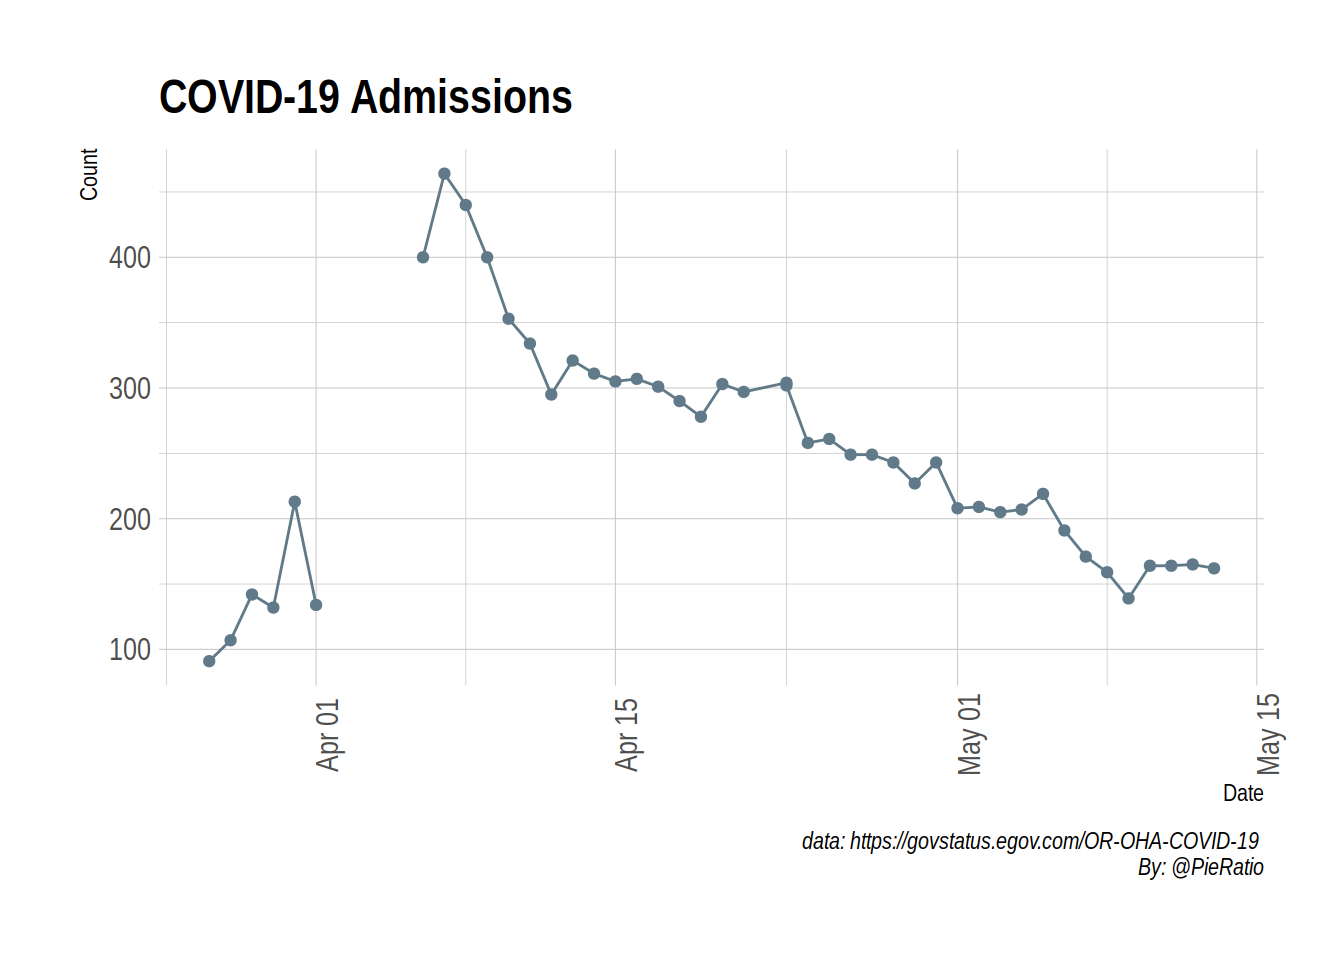 COVID-19 Admissions
Count
400
300
200
100
Apr 01
Apr 15
May 01
May 15
Date
data: https://govstatus.egov.com/OR-OHA-COVID-19
By: @PieRatio